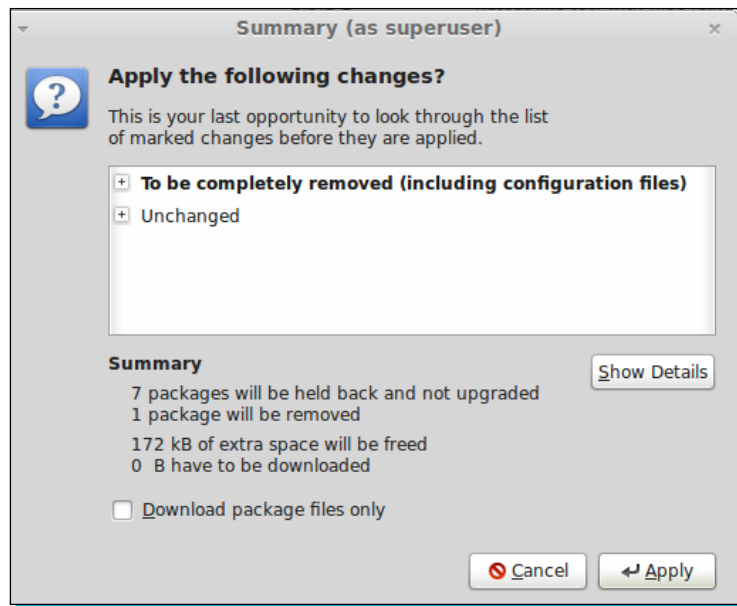 Summary (as superuser)
Apply the following changes?
This is your last opportunity to look through the list
of marked changes before they are applied.
To be completely removed (including configuration files)
Unchanged
Summary
Show Details
7 packages will be held back and not upgraded
1 package will be removed
172 kB of extra space will be freed
0 B have to be downloaded
Download package files only
Cancel
Apply